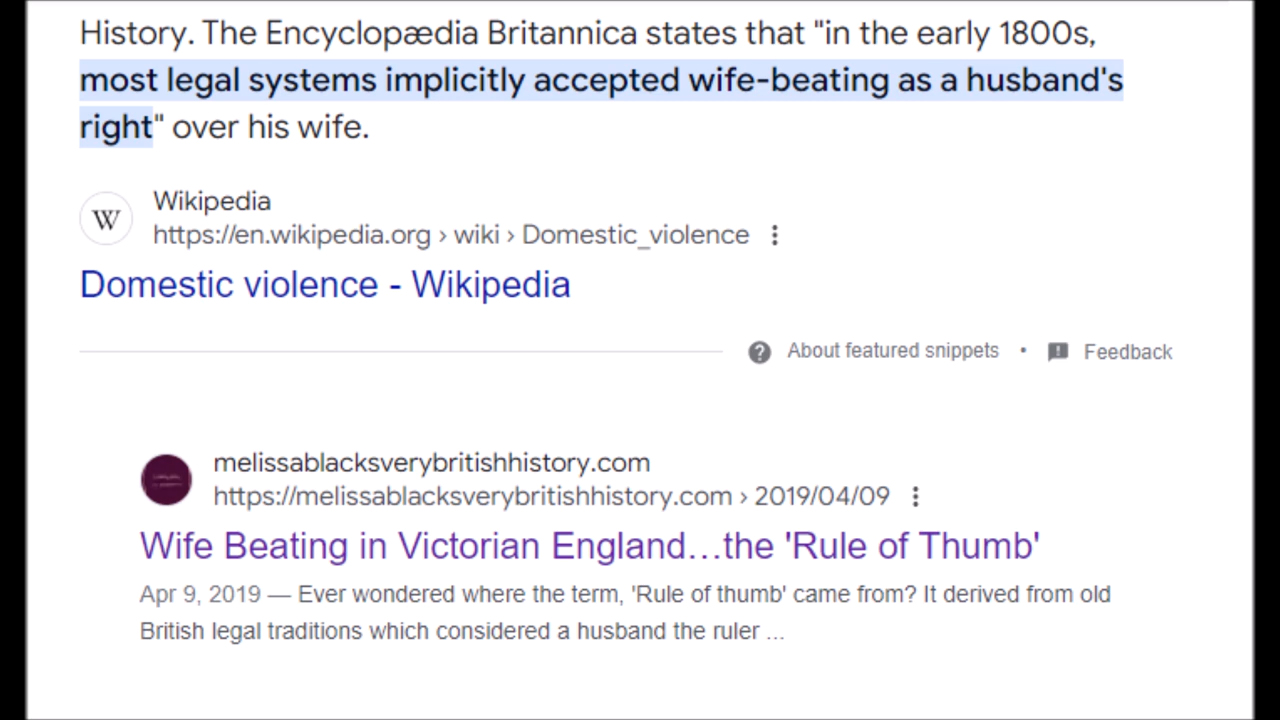 History. The Encyclopædia Britannica states that "in the early 1800s,
most legal systems implicitly accepted wife-beating as a husband's
right" over his wife.
W
Wikipedia
https://en.wikipedia.org › wiki › Domestic_violence
Domestic violence - Wikipedia
About featured snippets • Feedback
melissablacksverybritishhistory.com
https://melissablacksverybritishhistory.com › 2019/04/09
Wife Beating in Victorian England…the 'Rule of Thumb'
Apr 9, 2019 — Ever wondered where the term, 'Rule of thumb' came from? It derived from old
British legal traditions which considered a husband the ruler ...